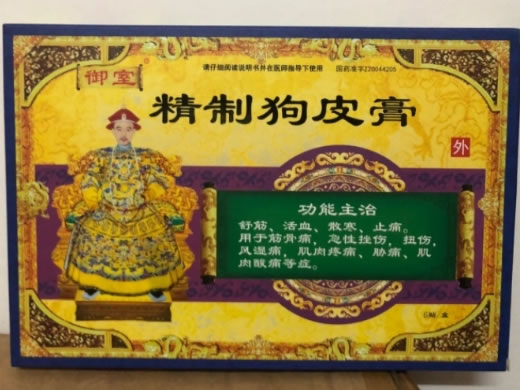 御室
请仔细阅读说明书并在医师指导下使用
国药准字Z28044205
精制狗皮膏
外
功能主治
舒筋、活血、散寒、止痛。
用于筋骨痛，急性挫伤，扭伤，
风湿痛，肌肉疼痛、胁痛、肌
肉酸痛等症。